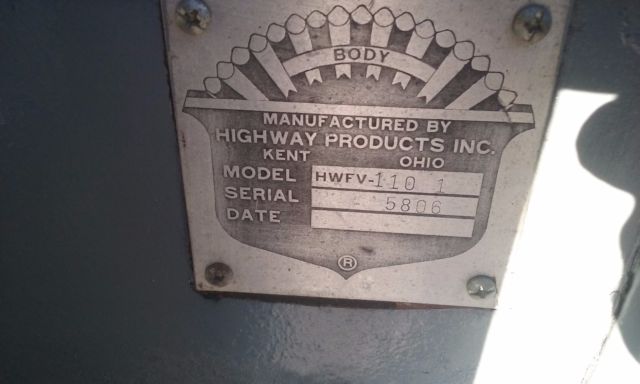 BODY
MANUFACTURED BY
HIGHWAY PRODUCTS INC.
KENT OHIO
MODEL HWFV-110 1
SERIAL - 5806
DATE
®